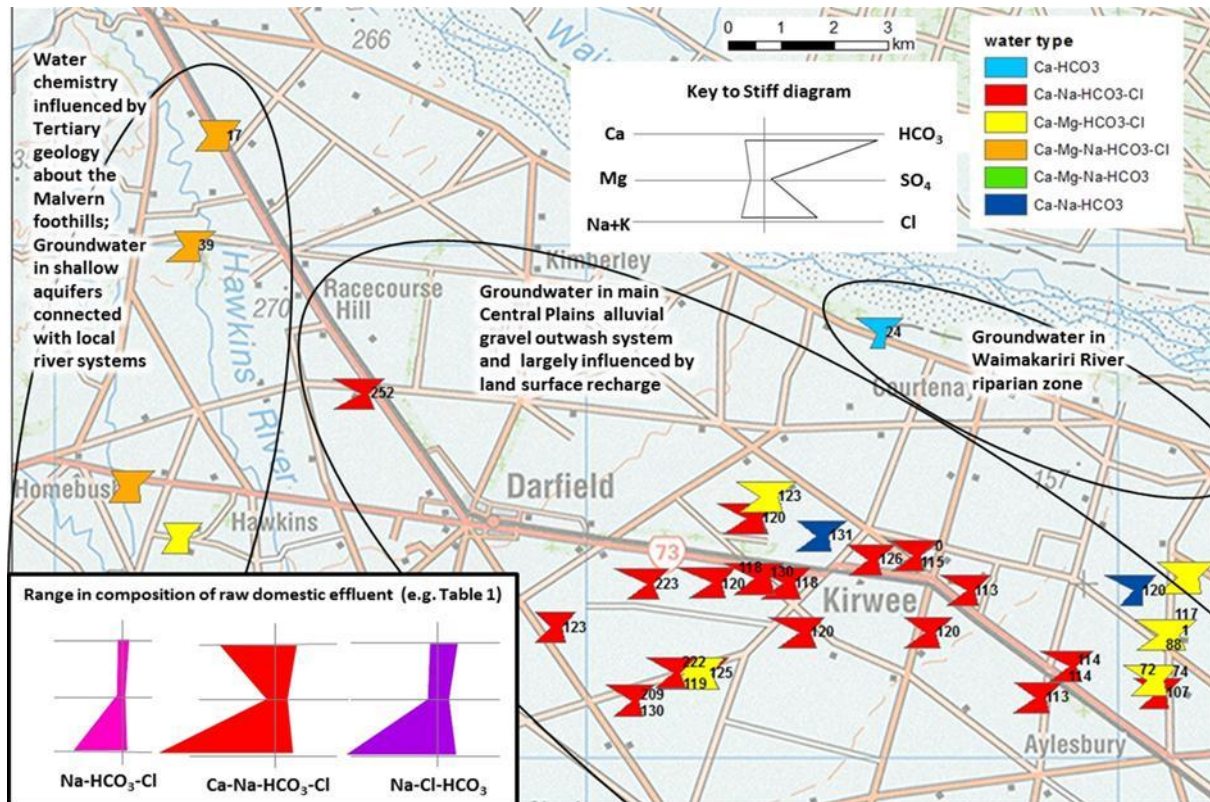 Water
chemistry
influenced by
Tertiary
geology
about the
Malvern
foothills;
Groundwater
in shallow
aquifers
connected
with local
river systems
266
0 1 2 3
km
Key to Stiff diagram
Ca HCO3
Mg SO4
Na+K Cl
water type
Ca-HCO3
Ca-Na-HCO3-Cl
Ca-Mg-HCO3-Cl
Ca-Mg-Na-HCO3-Cl
Ca-Mg-Na-HCO3
Ca-Na-HCO3
17
39
Hawkins
River
270
Racecourse
Hill
Kimberley
Groundwater in main
Central Plains alluvial
gravel outwash system
and largely influenced by
land surface recharge
24
Courtenay
Groundwater in
Waimakariri River
riparian zone
252
Homebush
Hawkins
Darfield
73
157
123
120
131
126
0
115
118
130
118
223
120
113
Kirwee
120
117
1
88
123
120
120
222
125
119
209
130
114
114
113
72
74
107
Aylesbury
Range in composition of raw domestic effluent (e.g. Table 1)
Na-HCO3-Cl Ca-Na-HCO3-Cl Na-Cl-HCO3